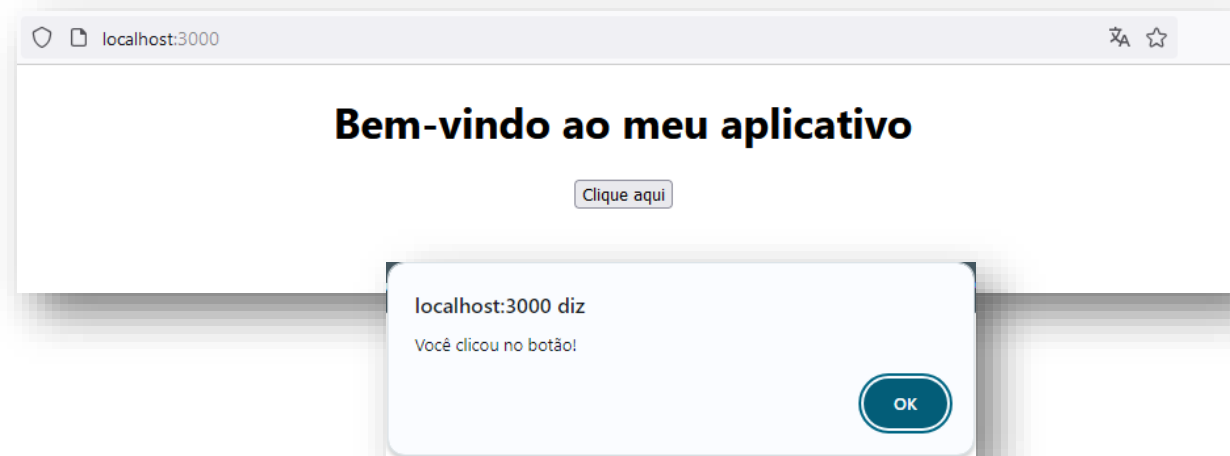 localhost:3000
Bem-vindo ao meu aplicativo
Clique aqui
localhost:3000 diz
Você clicou no botão!
OK